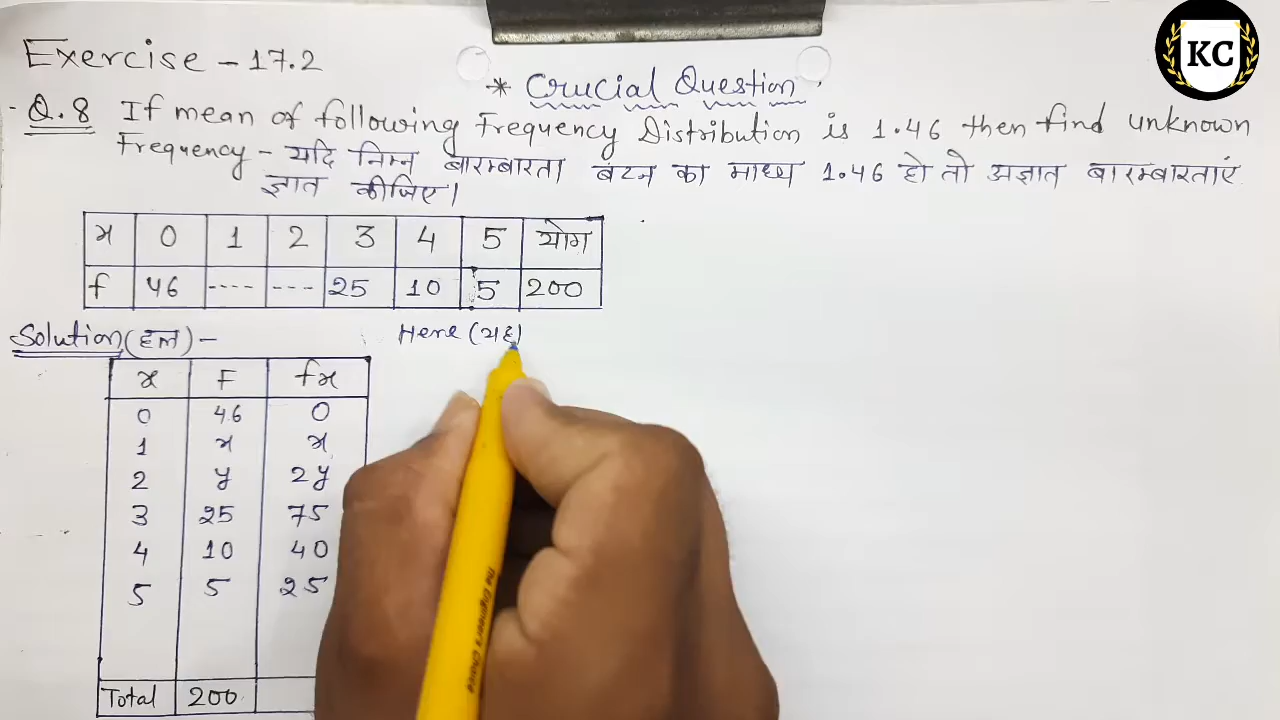 KC
Exercise - 17.2
* Crucial Question
Q.8 If mean of following Frequency Distribution is 1.46 then find unknown
Frequency - यदि निम्न बारम्बारता बंटन का माध्य 1.46 हो तो अज्ञात बारम्बारताएं
ज्ञात कीजिए।
x 0 1 2 3 4 5 योग
f 46 ---- --- 25 10 5 200
Solution (हल) -
Here (यह)
x F fx
0 46 0
1 x x
2 y 2y
3 25 75
4 10 40
5 5 25
Total 200
The Engineer's Choice